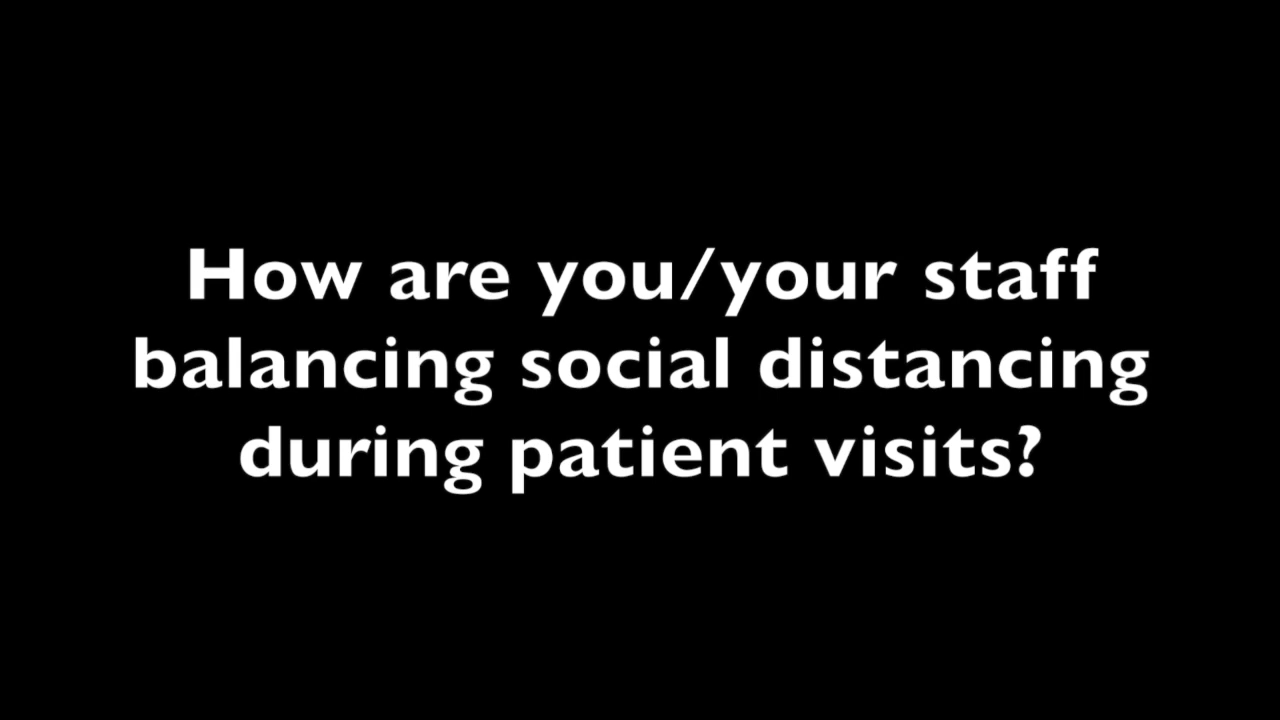 How are you/your staff
balancing social distancing
during patient visits?